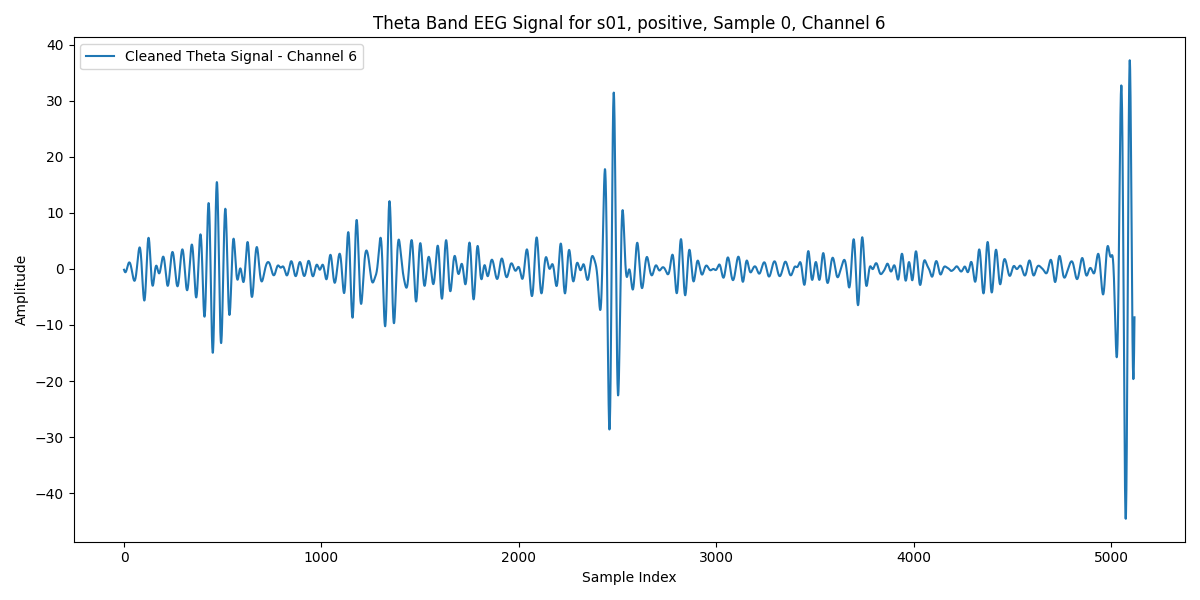 Theta Band EEG Signal for s01, positive, Sample 0, Channel 6
Cleaned Theta Signal - Channel 6
Amplitude
40
30
20
10
0
−10
−20
−30
−40
0 1000 2000 3000 4000 5000
Sample Index